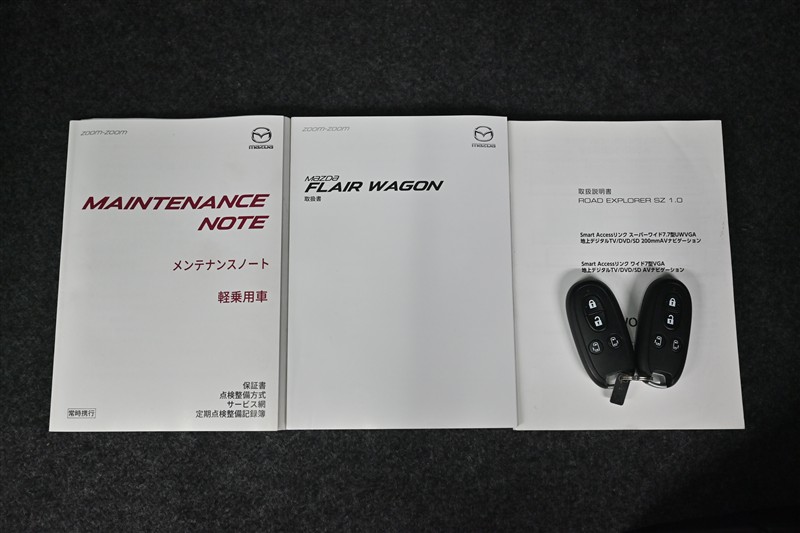 zoom-zoom
mazda
MAINTENANCE
NOTE
メンテナンスノート
軽乗用車
保証書
点検整備方式
サービス網
定期点検整備記録簿
常時携行
zoom-zoom
mazda
mazda
FLAIR WAGON
取扱書
取扱説明書
ROAD EXPLORER SZ 1.0
Smart Accessリンク スーパーワイド7.7型UWVGA
地上デジタルTV/DVD/SD 200mmAVナビゲーション
Smart Accessリンク ワイド7型VGA
地上デジタルTV/DVD/SD AVナビゲーション